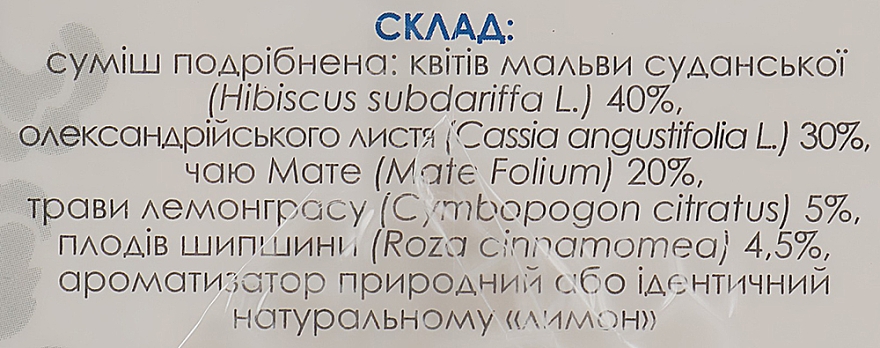 СКЛАД:
суміш подрібнена: квітів мальви суданської
(Hibiscus subdariffa L.) 40%,
олександрійського листя (Cassia angustifolia L.) 30%,
чаю Мате (Mate Folium) 20%,
трави лемонграсу (Cymbopogon citratus) 5%,
плодів шипшини (Roza cinnamomea) 4,5%,
ароматизатор природний або ідентичний
натуральному «лимон»